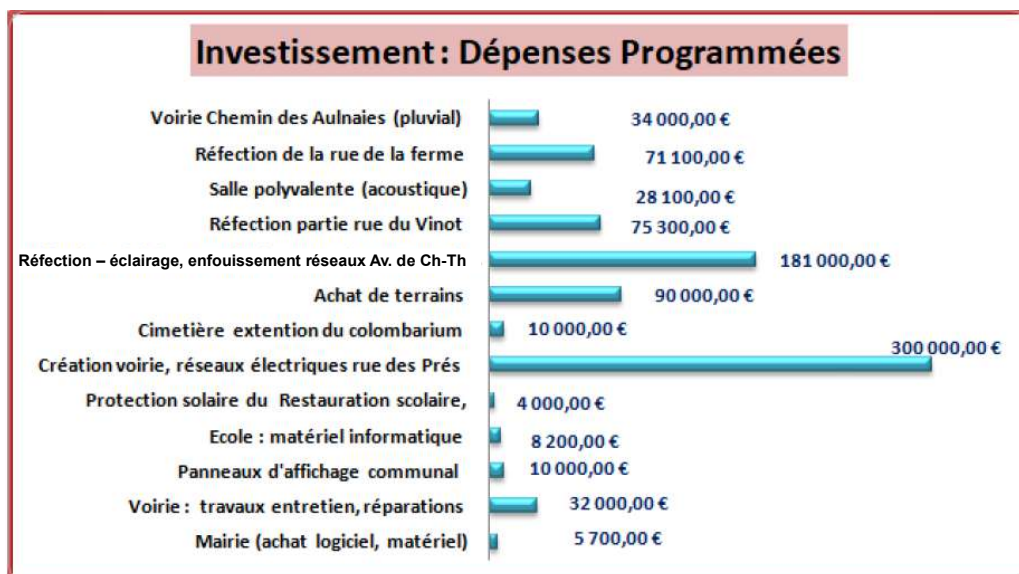 Investissement : Dépenses Programmées
Voirie Chemin des Aulnaies (pluvial) 34 000,00 €
Réfection de la rue de la ferme 71 100,00 €
Salle polyvalente (acoustique) 28 100,00 €
Réfection partie rue du Vinot 75 300,00 €
Réfection – éclairage, enfouissement réseaux Av. de Ch-Th 181 000,00 €
Achat de terrains 90 000,00 €
Cimetière extention du colombarium 10 000,00 €
Création voirie, réseaux électriques rue des Prés 300 000,00 €
Protection solaire du Restauration scolaire, 4 000,00 €
Ecole : matériel informatique 8 200,00 €
Panneaux d'affichage communal 10 000,00 €
Voirie : travaux entretien, réparations 32 000,00 €
Mairie (achat logiciel, matériel) 5 700,00 €